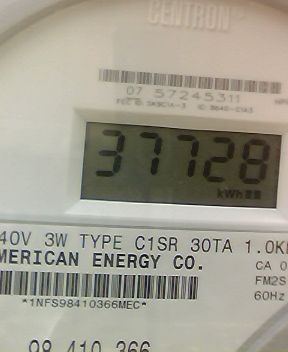 CENTRON
07 57245311
37728
kWh
40V 3W TYPE C1SR 30TA 1.0K
MERICAN ENERGY CO.
CA 0
FM2S
60Hz
*1NFS98410366MEC*
98 410 366